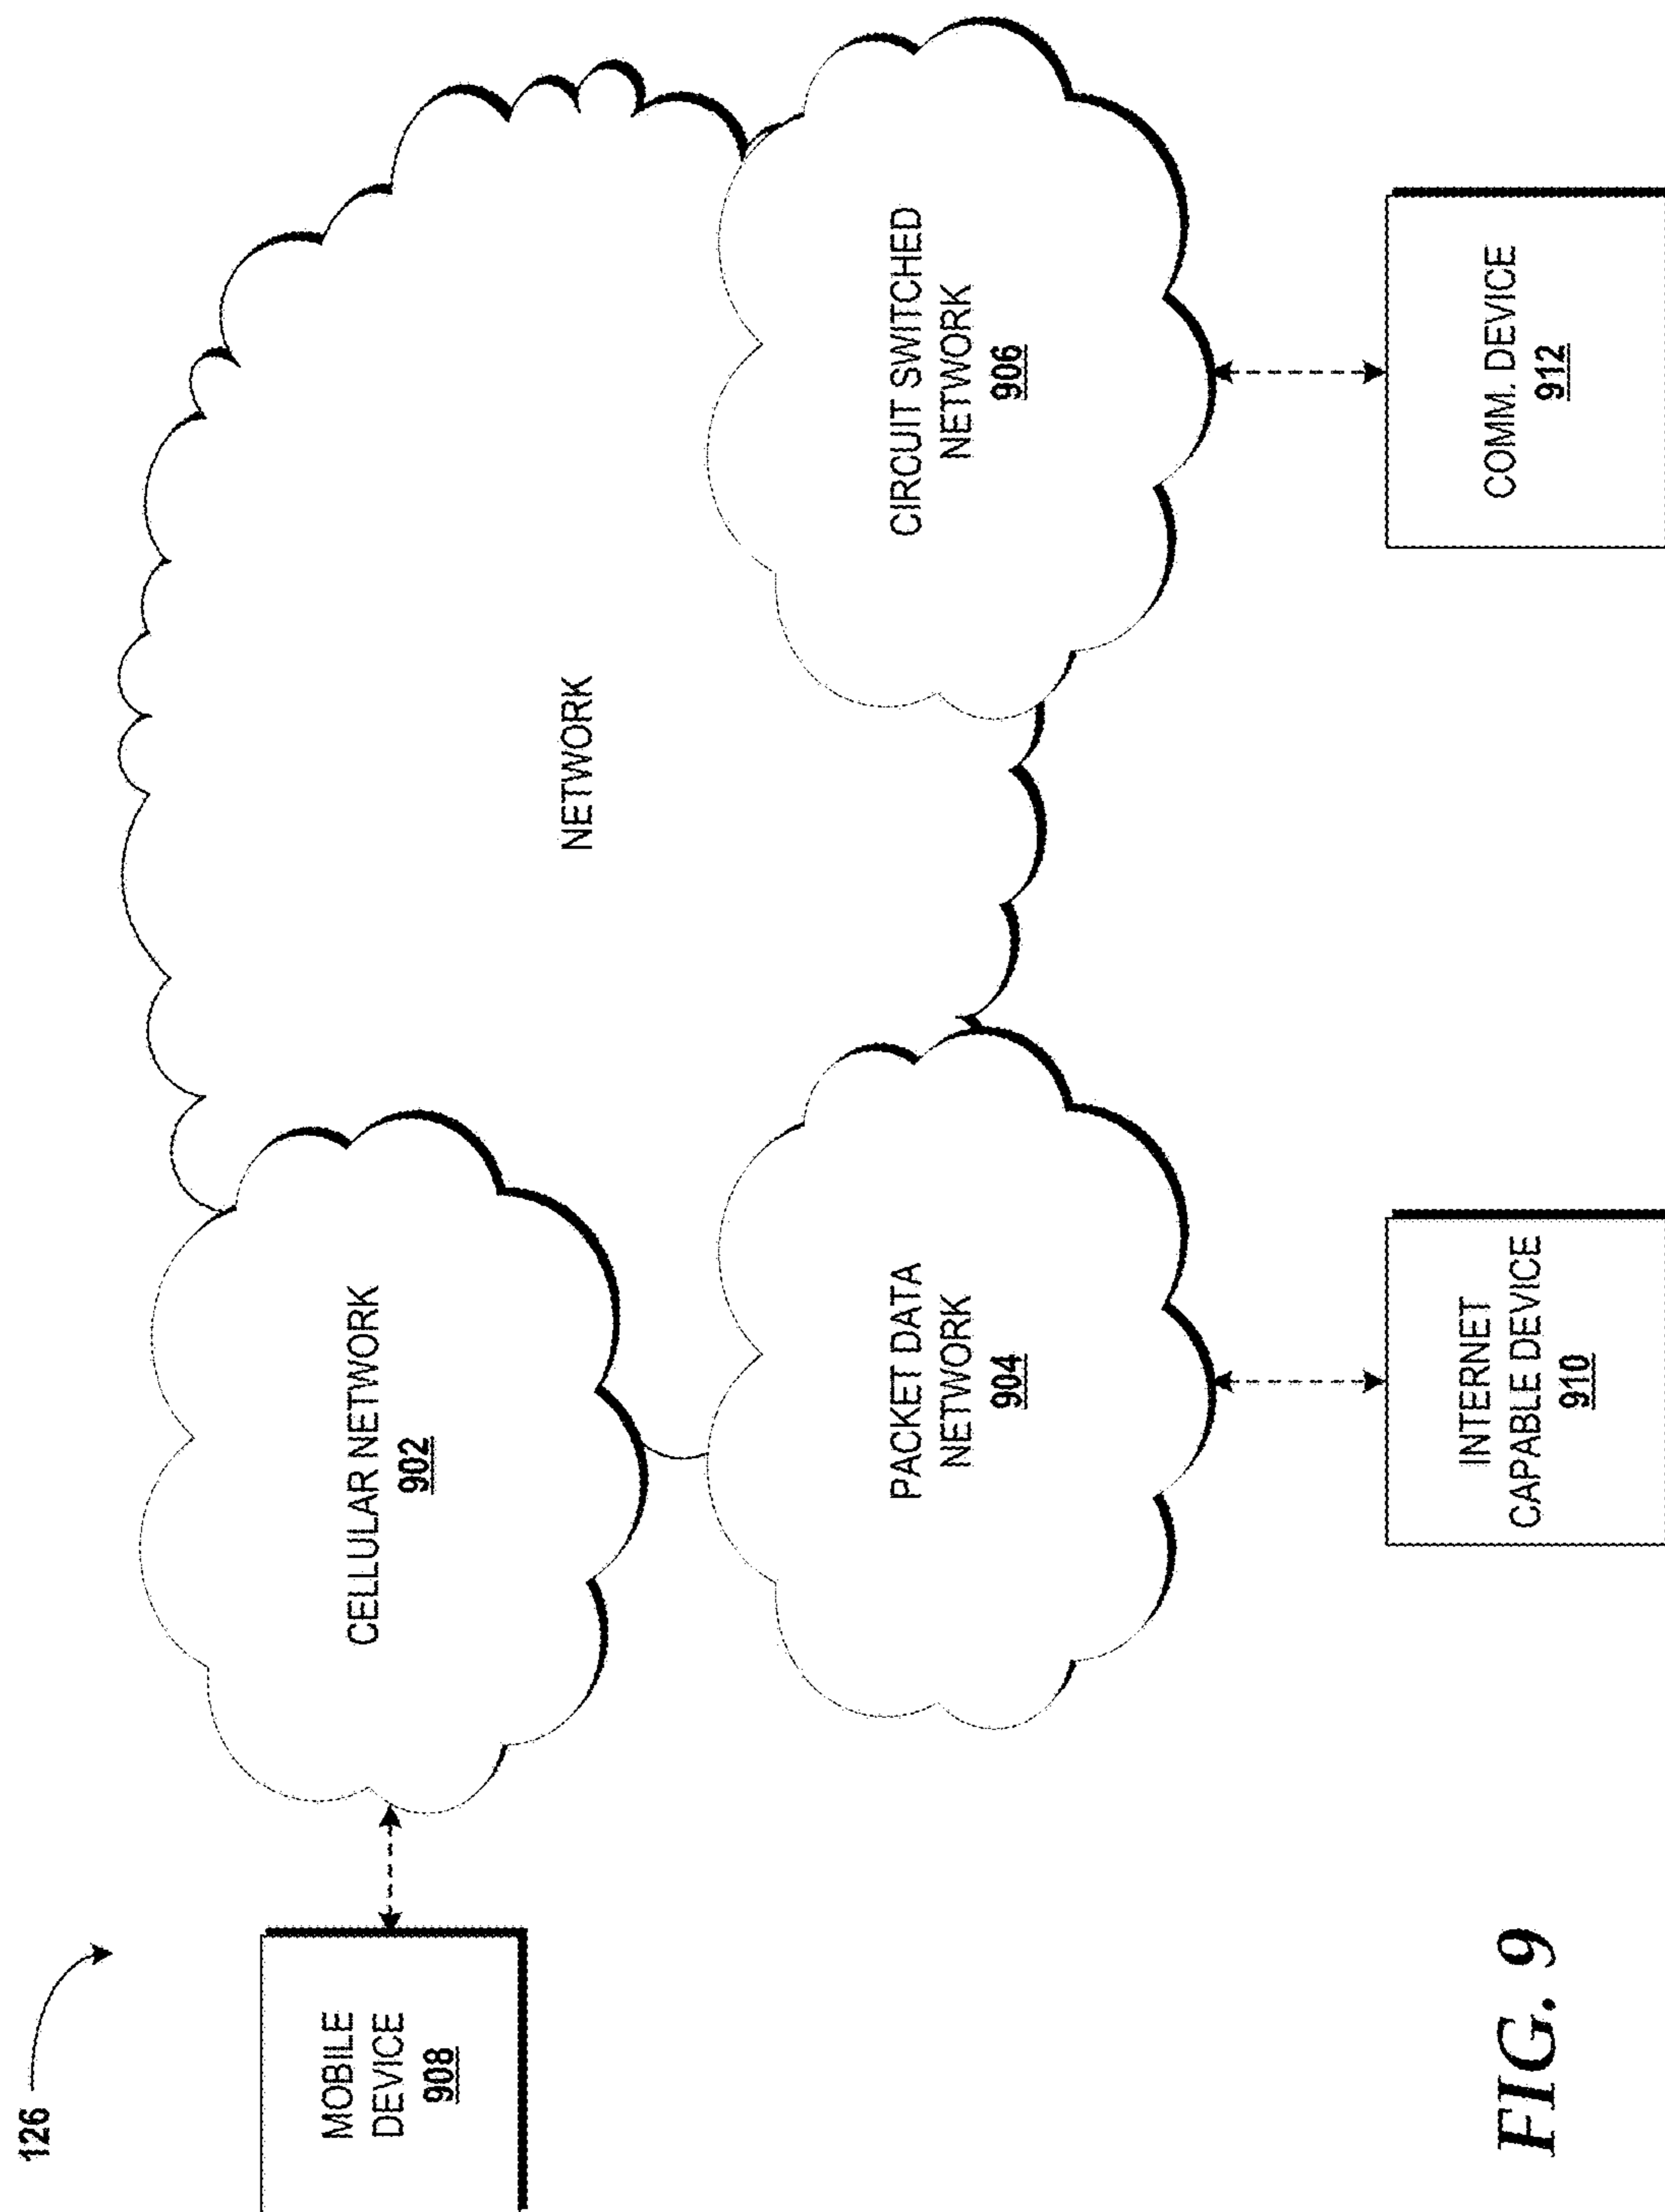 126
MOBILE
DEVICE
908
CELLULAR NETWORK
902
NETWORK
PACKET DATA
NETWORK
904
CIRCUIT SWITCHED
NETWORK
906
INTERNET
CAPABLE DEVICE
910
COMM. DEVICE
912
FIG. 9